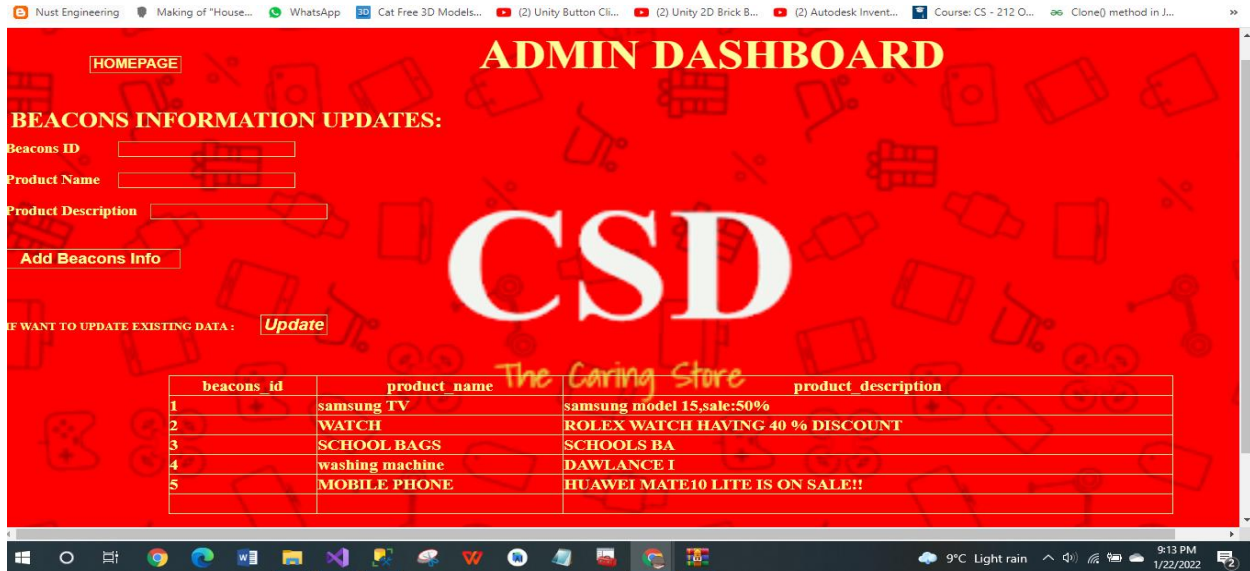 Nust Engineering Making of "House... WhatsApp 3D Cat Free 3D Models... (2) Unity Button Cli... (2) Unity 2D Brick B... (2) Autodesk Invent... Course: CS - 212 O... Clone() method in J... »
HOMEPAGE ADMIN DASHBOARD
BEACONS INFORMATION UPDATES:
Beacons ID
Product Name
Product Description
CSD
Add Beacons Info
IF WANT TO UPDATE EXISTING DATA : Update
The Caring Store
beacons_id product_name product_description
1 samsung TV samsung model 15,sale:50%
2 WATCH ROLEX WATCH HAVING 40 % DISCOUNT
3 SCHOOL BAGS SCHOOLS BA
4 washing machine DAWLANCE I
5 MOBILE PHONE HUAWEI MATE10 LITE IS ON SALE!!
9°C Light rain 9:13 PM
1/22/2022 2